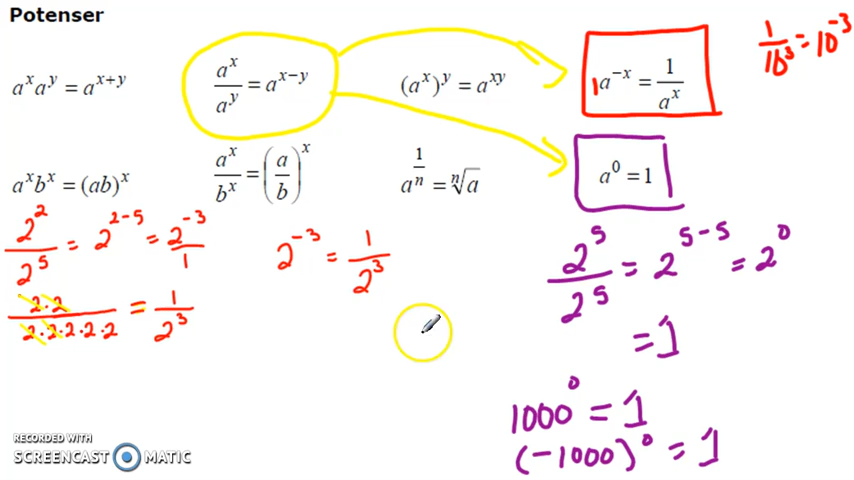 Potenser
a^x a^y = a^{x+y}
a^x / a^y = a^{x-y}
(a^x)^y = a^{xy}
1 a^{-x} = 1 / a^x
1 / 10^3 = 10^{-3}
a^x b^x = (ab)^x
a^x / b^x = (a / b)^x
a^{1/n} = ⁿ√a
a^0 = 1
2^2 / 2^5 = 2^{2-5} = 2^{-3} / 1
2·2 / 2·2·2·2·2 = 1 / 2^3
2^{-3} = 1 / 2^3
2^5 / 2^5 = 2^{5-5} = 2^0
= 1
1000^0 = 1
(-1000)^0 = 1
RECORDED WITH
SCREENCAST MATIC